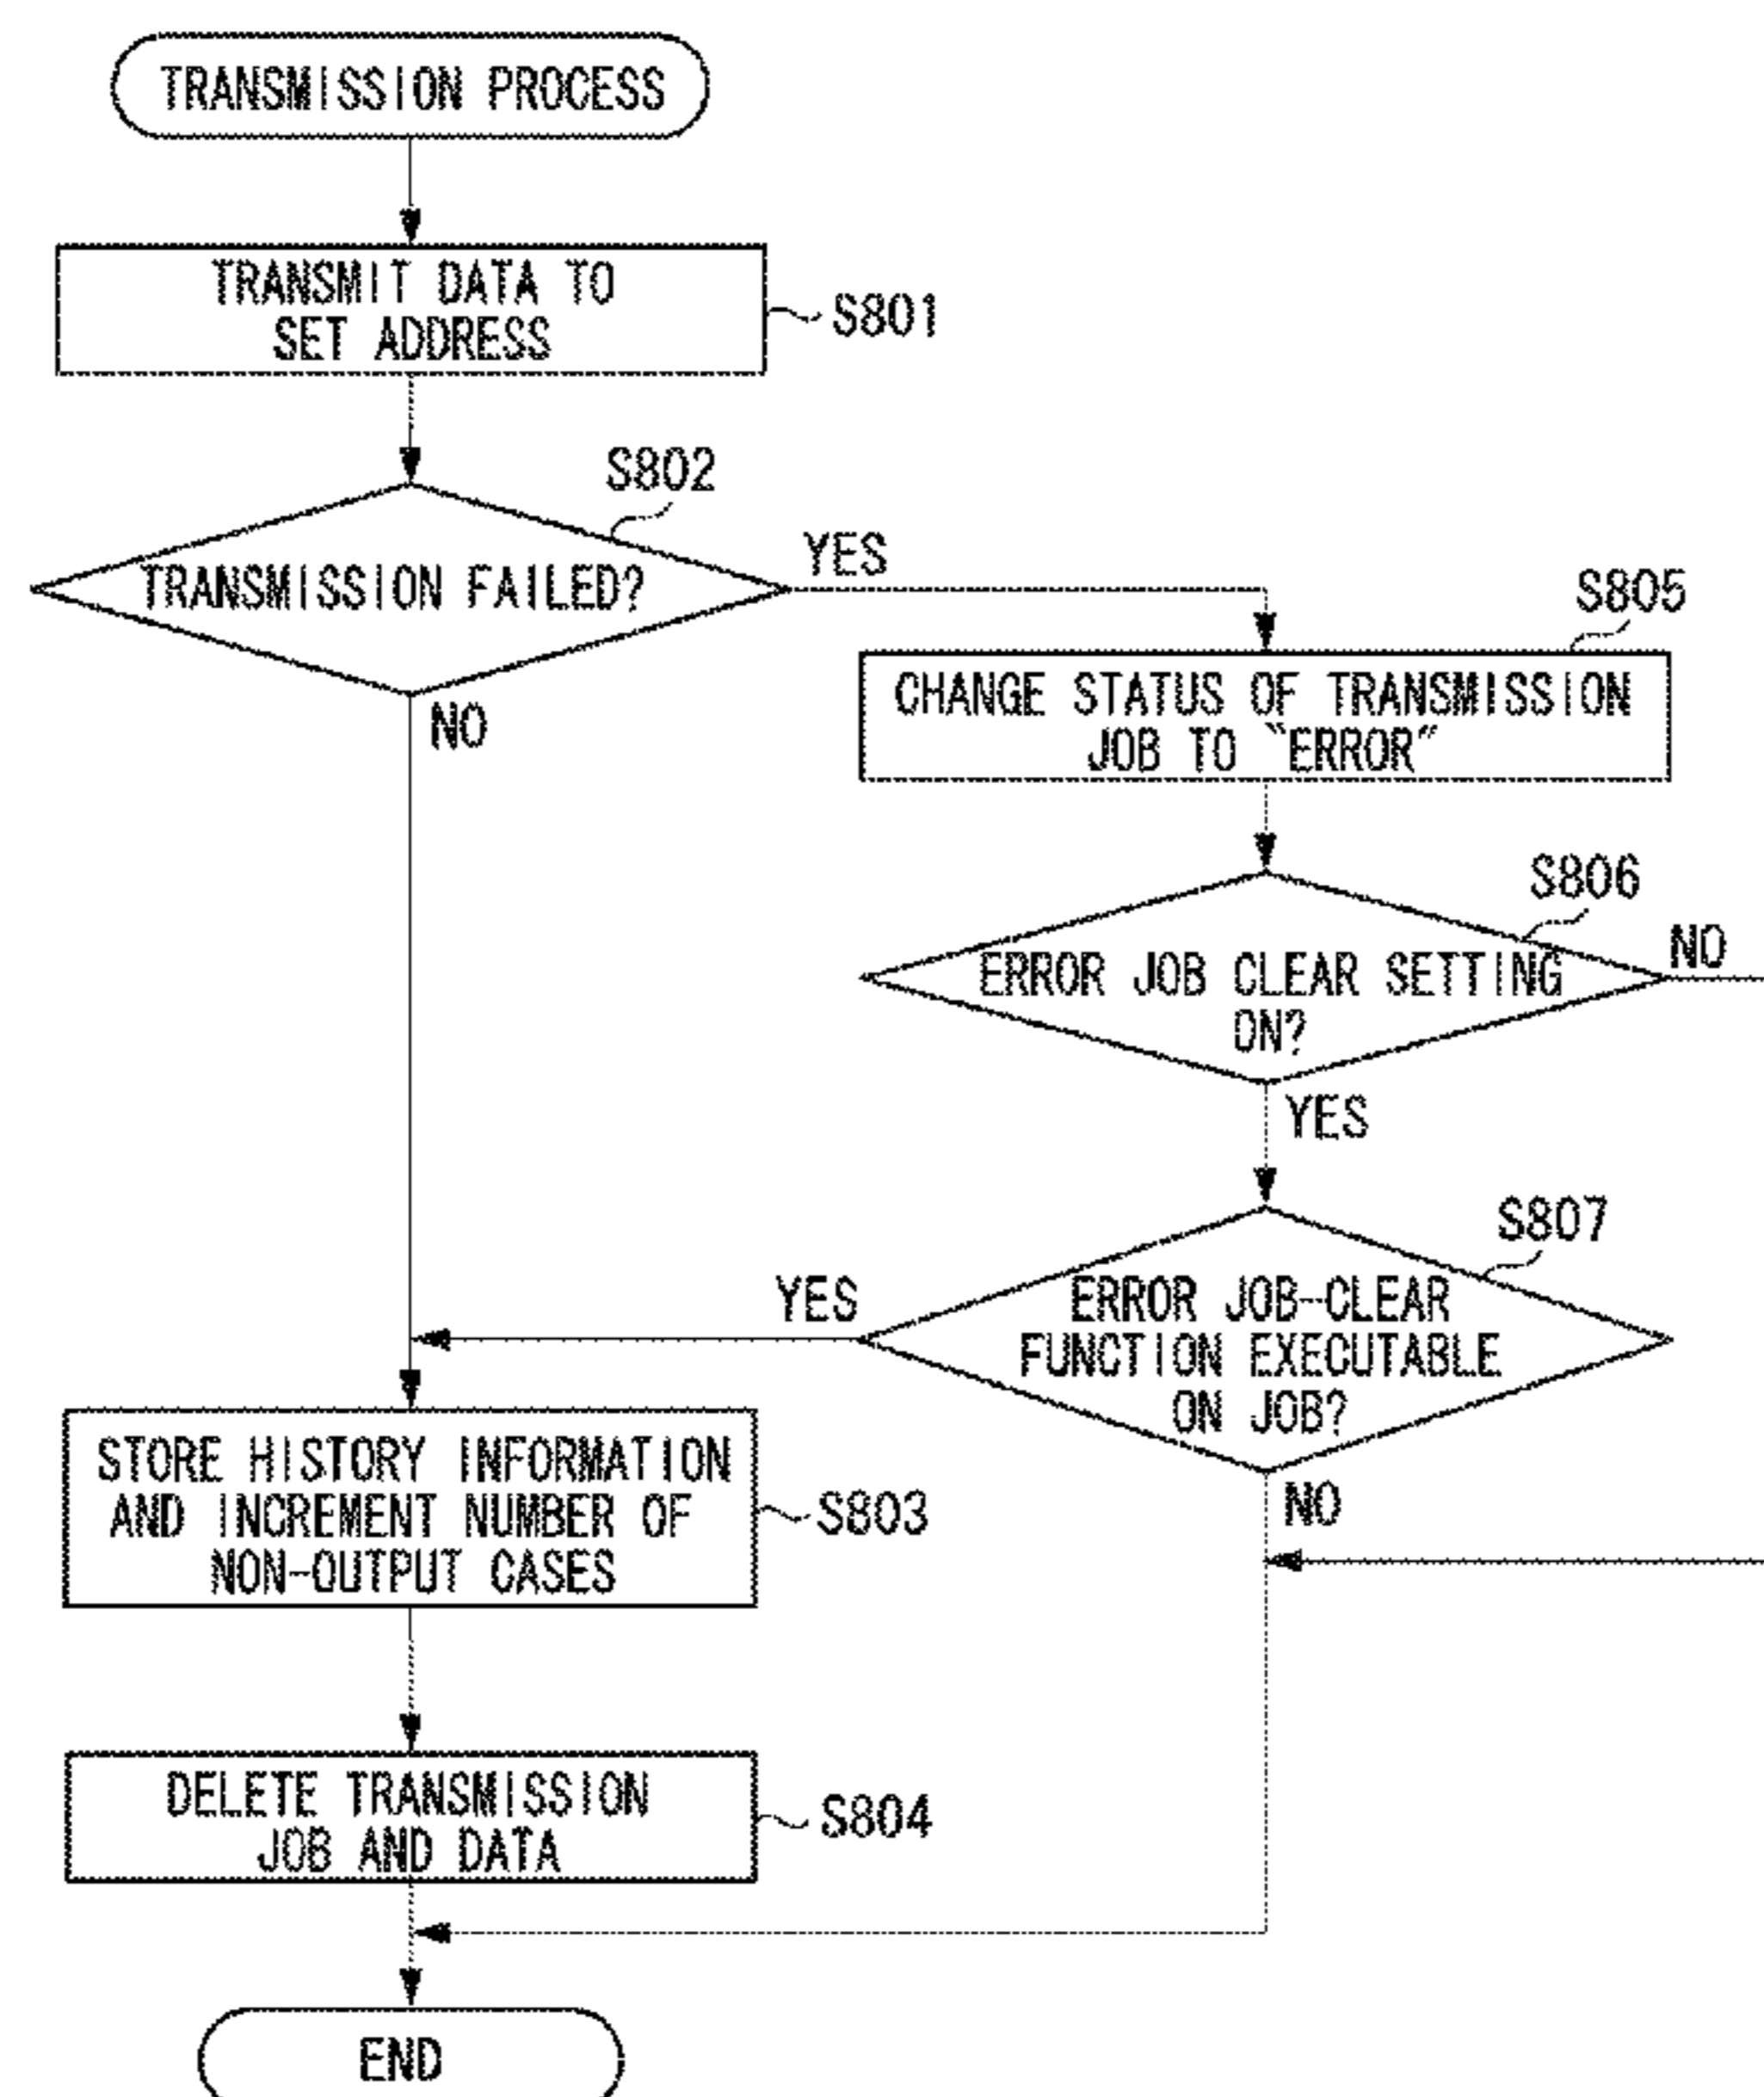 TRANSMISSION PROCESS
TRANSMIT DATA TO
SET ADDRESS
S801
S802
TRANSMISSION FAILED?
YES
NO
S805
CHANGE STATUS OF TRANSMISSION
JOB TO "ERROR"
S806
ERROR JOB CLEAR SETTING
ON?
NO
YES
S807
ERROR JOB-CLEAR
FUNCTION EXECUTABLE
ON JOB?
YES
NO
STORE HISTORY INFORMATION
AND INCREMENT NUMBER OF
NON-OUTPUT CASES
S803
DELETE TRANSMISSION
JOB AND DATA
S804
END